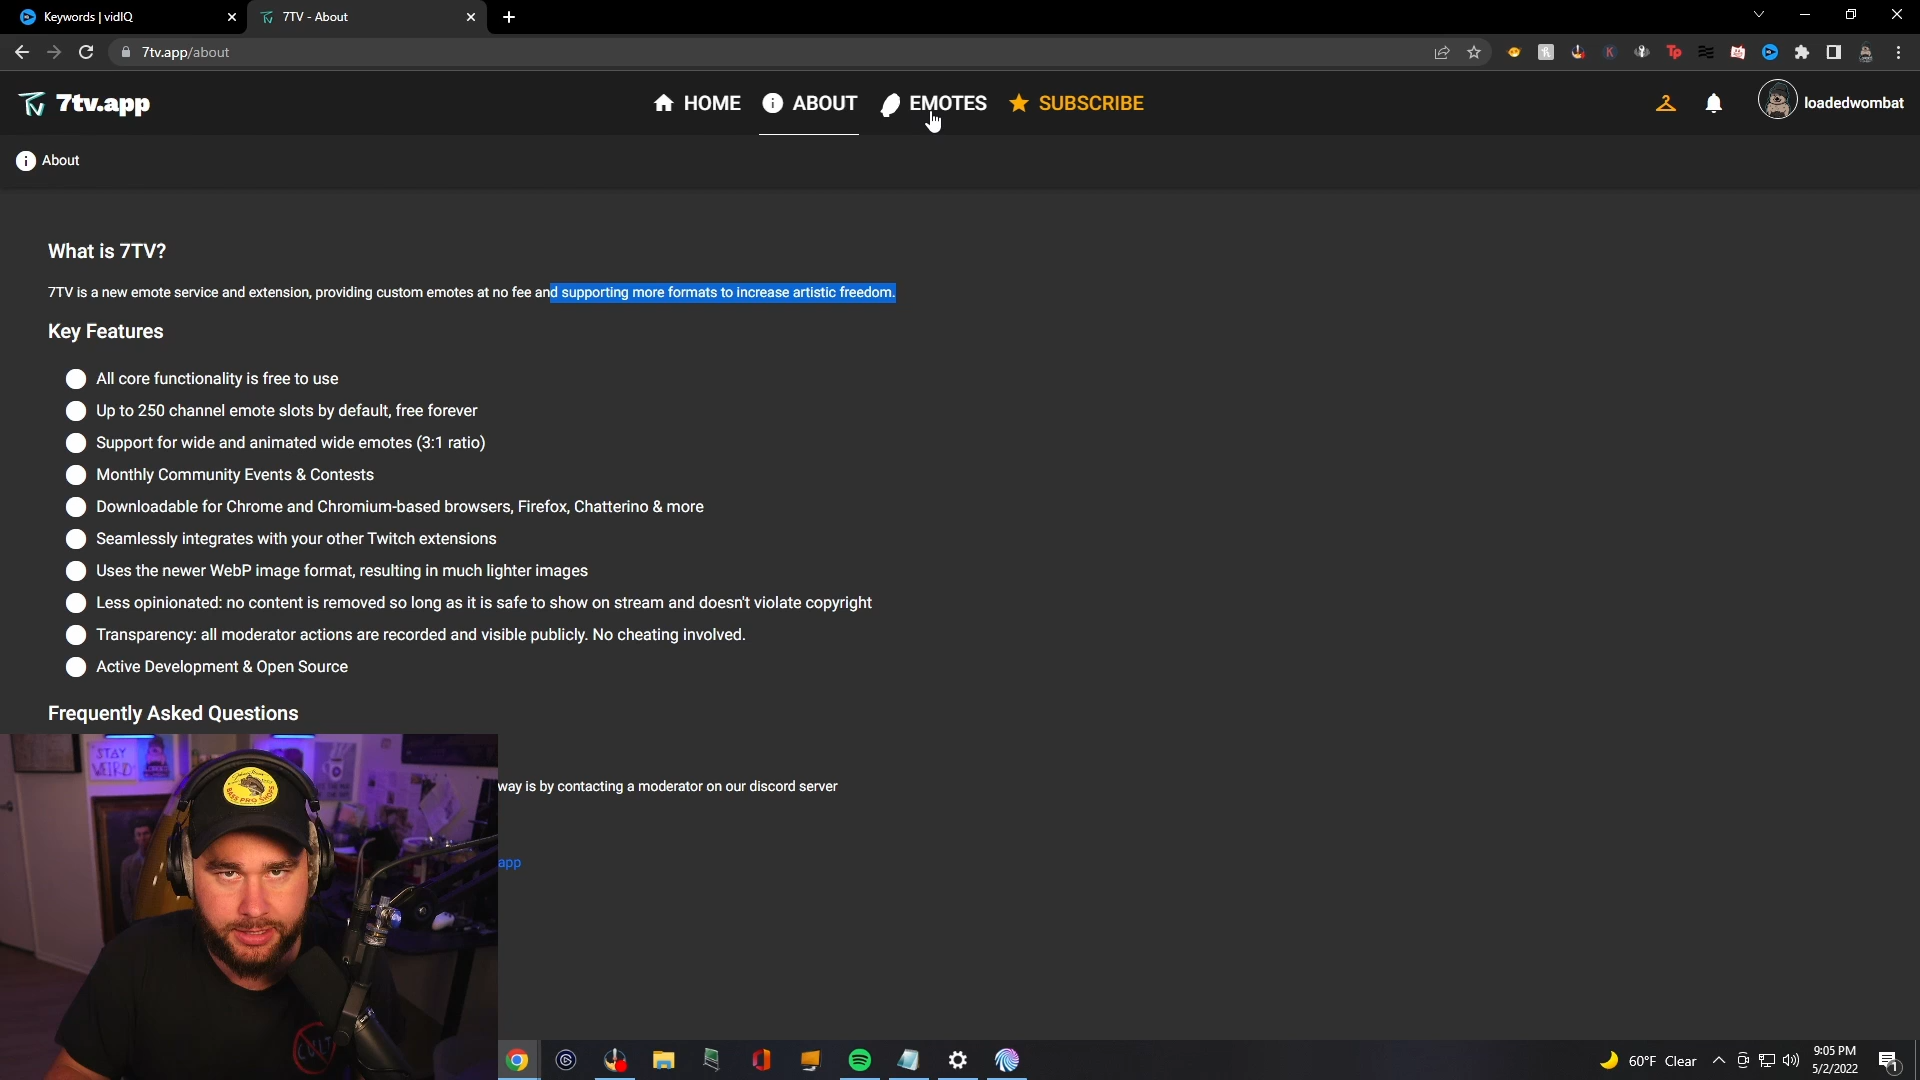 Keywords | vidIQ
7TV - About
7tv.app/about
7tv.app
HOME
ABOUT
EMOTES
SUBSCRIBE
loadedwombat
About
What is 7TV?
7TV is a new emote service and extension, providing custom emotes at no fee and supporting more formats to increase artistic freedom.
Key Features
All core functionality is free to use
Up to 250 channel emote slots by default, free forever
Support for wide and animated wide emotes (3:1 ratio)
Monthly Community Events & Contests
Downloadable for Chrome and Chromium-based browsers, Firefox, Chatterino & more
Seamlessly integrates with your other Twitch extensions
Uses the newer WebP image format, resulting in much lighter images
Less opinionated: no content is removed so long as it is safe to show on stream and doesn't violate copyright
Transparency: all moderator actions are recorded and visible publicly. No cheating involved.
Active Development & Open Source
Frequently Asked Questions
STAY
WEIRD
BASS PRO SHOPS
way is by contacting a moderator on our discord server
app
CULT
60°F Clear
9:05 PM
5/2/2022
1